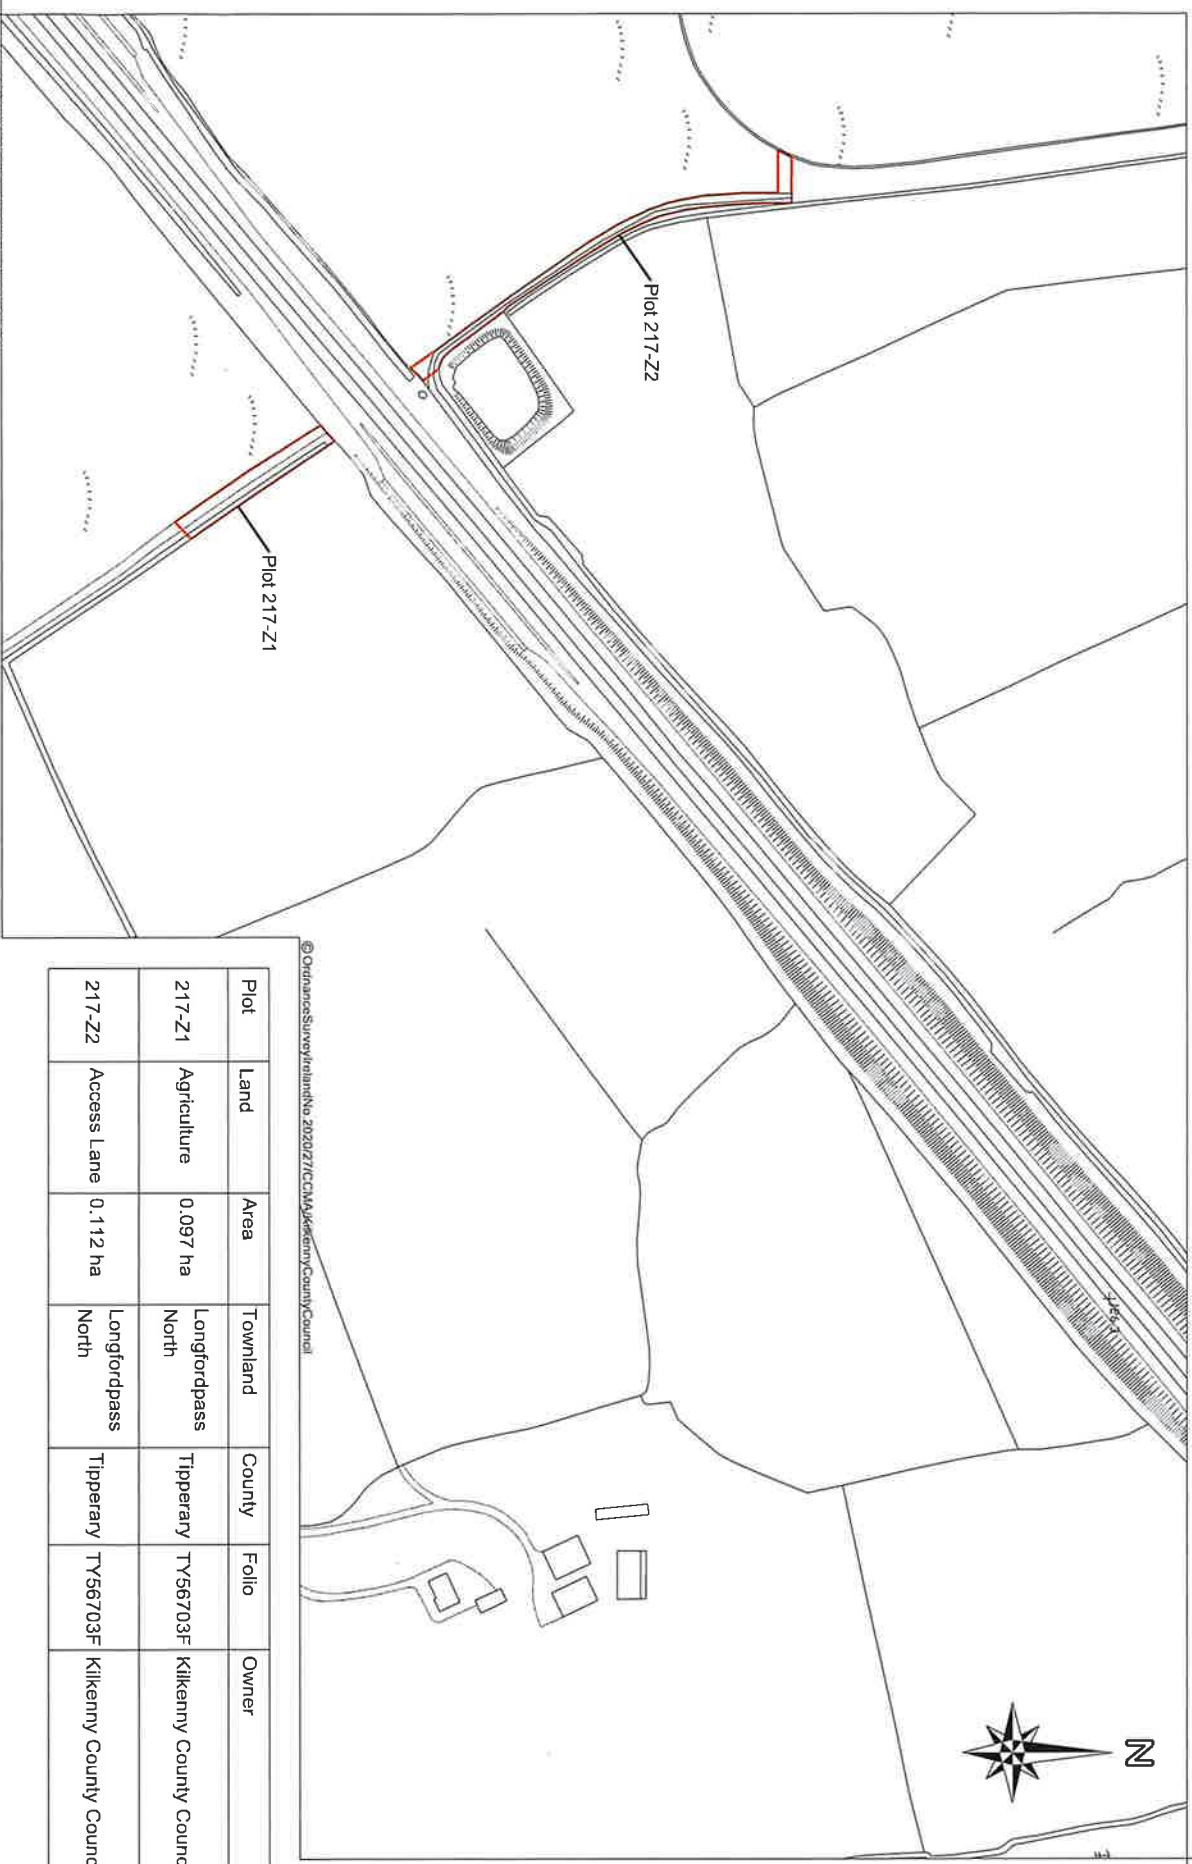 N
Plot 217-Z2
Plot 217-Z1
©OrdnanceSurveyIrelandNo.2020/27/CCMA/KilkennyCountyCouncil
Plot Land Area Townland County Folio Owner
217-Z1 Agriculture 0.097 ha Longfordpass North Tipperary TY56703F Kilkenny County Counc
217-Z2 Access Lane 0.112 ha Longfordpass North Tipperary TY56703F Kilkenny County Counc